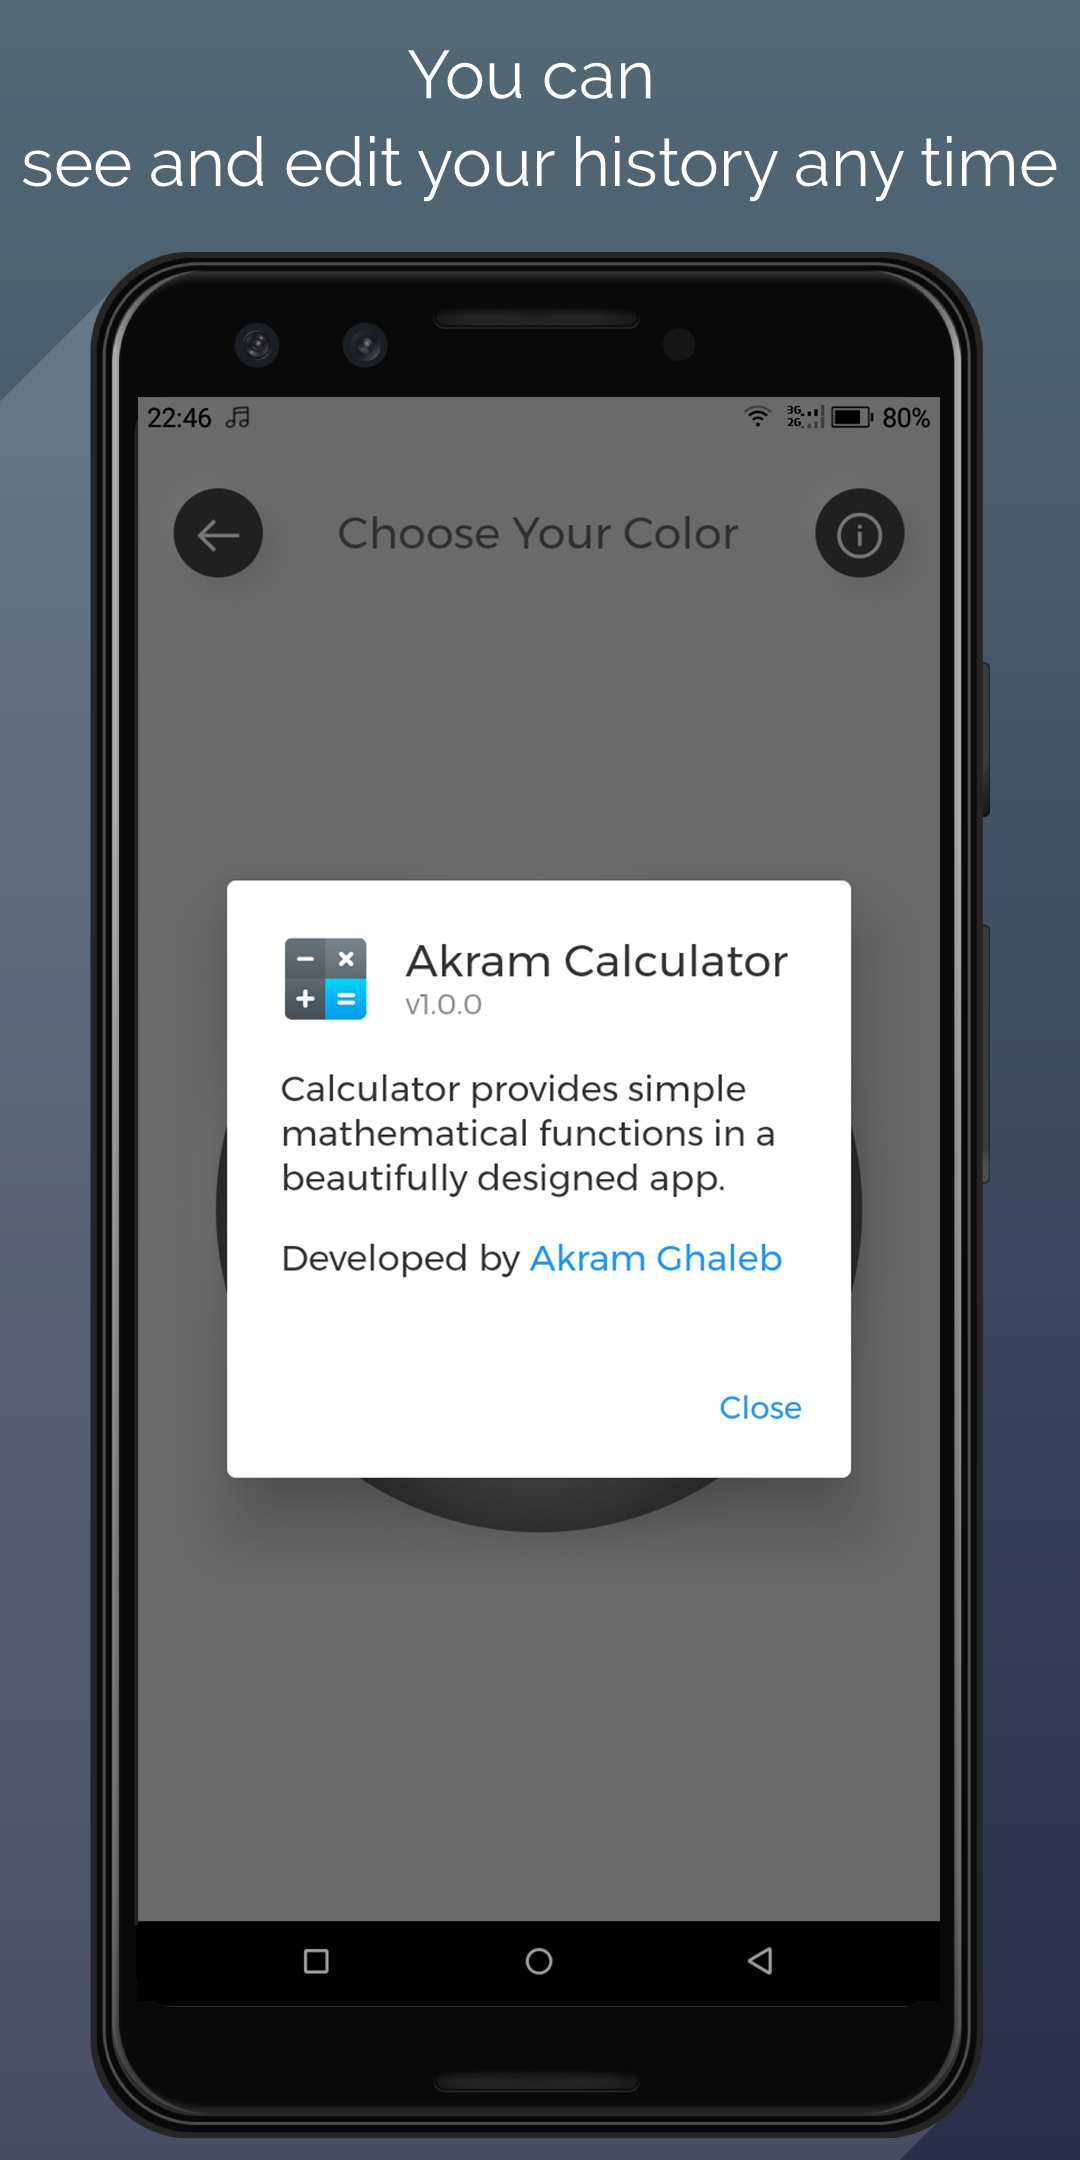 You can
see and edit your history any time
22:46
3G
2G
80%
Choose Your Color
Akram Calculator
v1.0.0
Calculator provides simple
mathematical functions in a
beautifully designed app.
Developed by Akram Ghaleb
Close